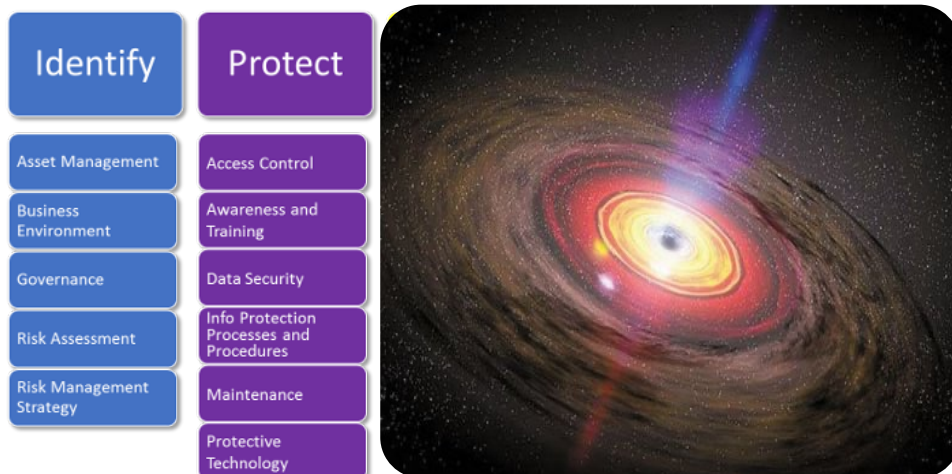 Identify
Asset Management
Business
Environment
Governance
Risk Assessment
Risk Management
Strategy
Protect
Access Control
Awareness and
Training
Data Security
Info Protection
Processes and
Procedures
Maintenance
Protective
Technology